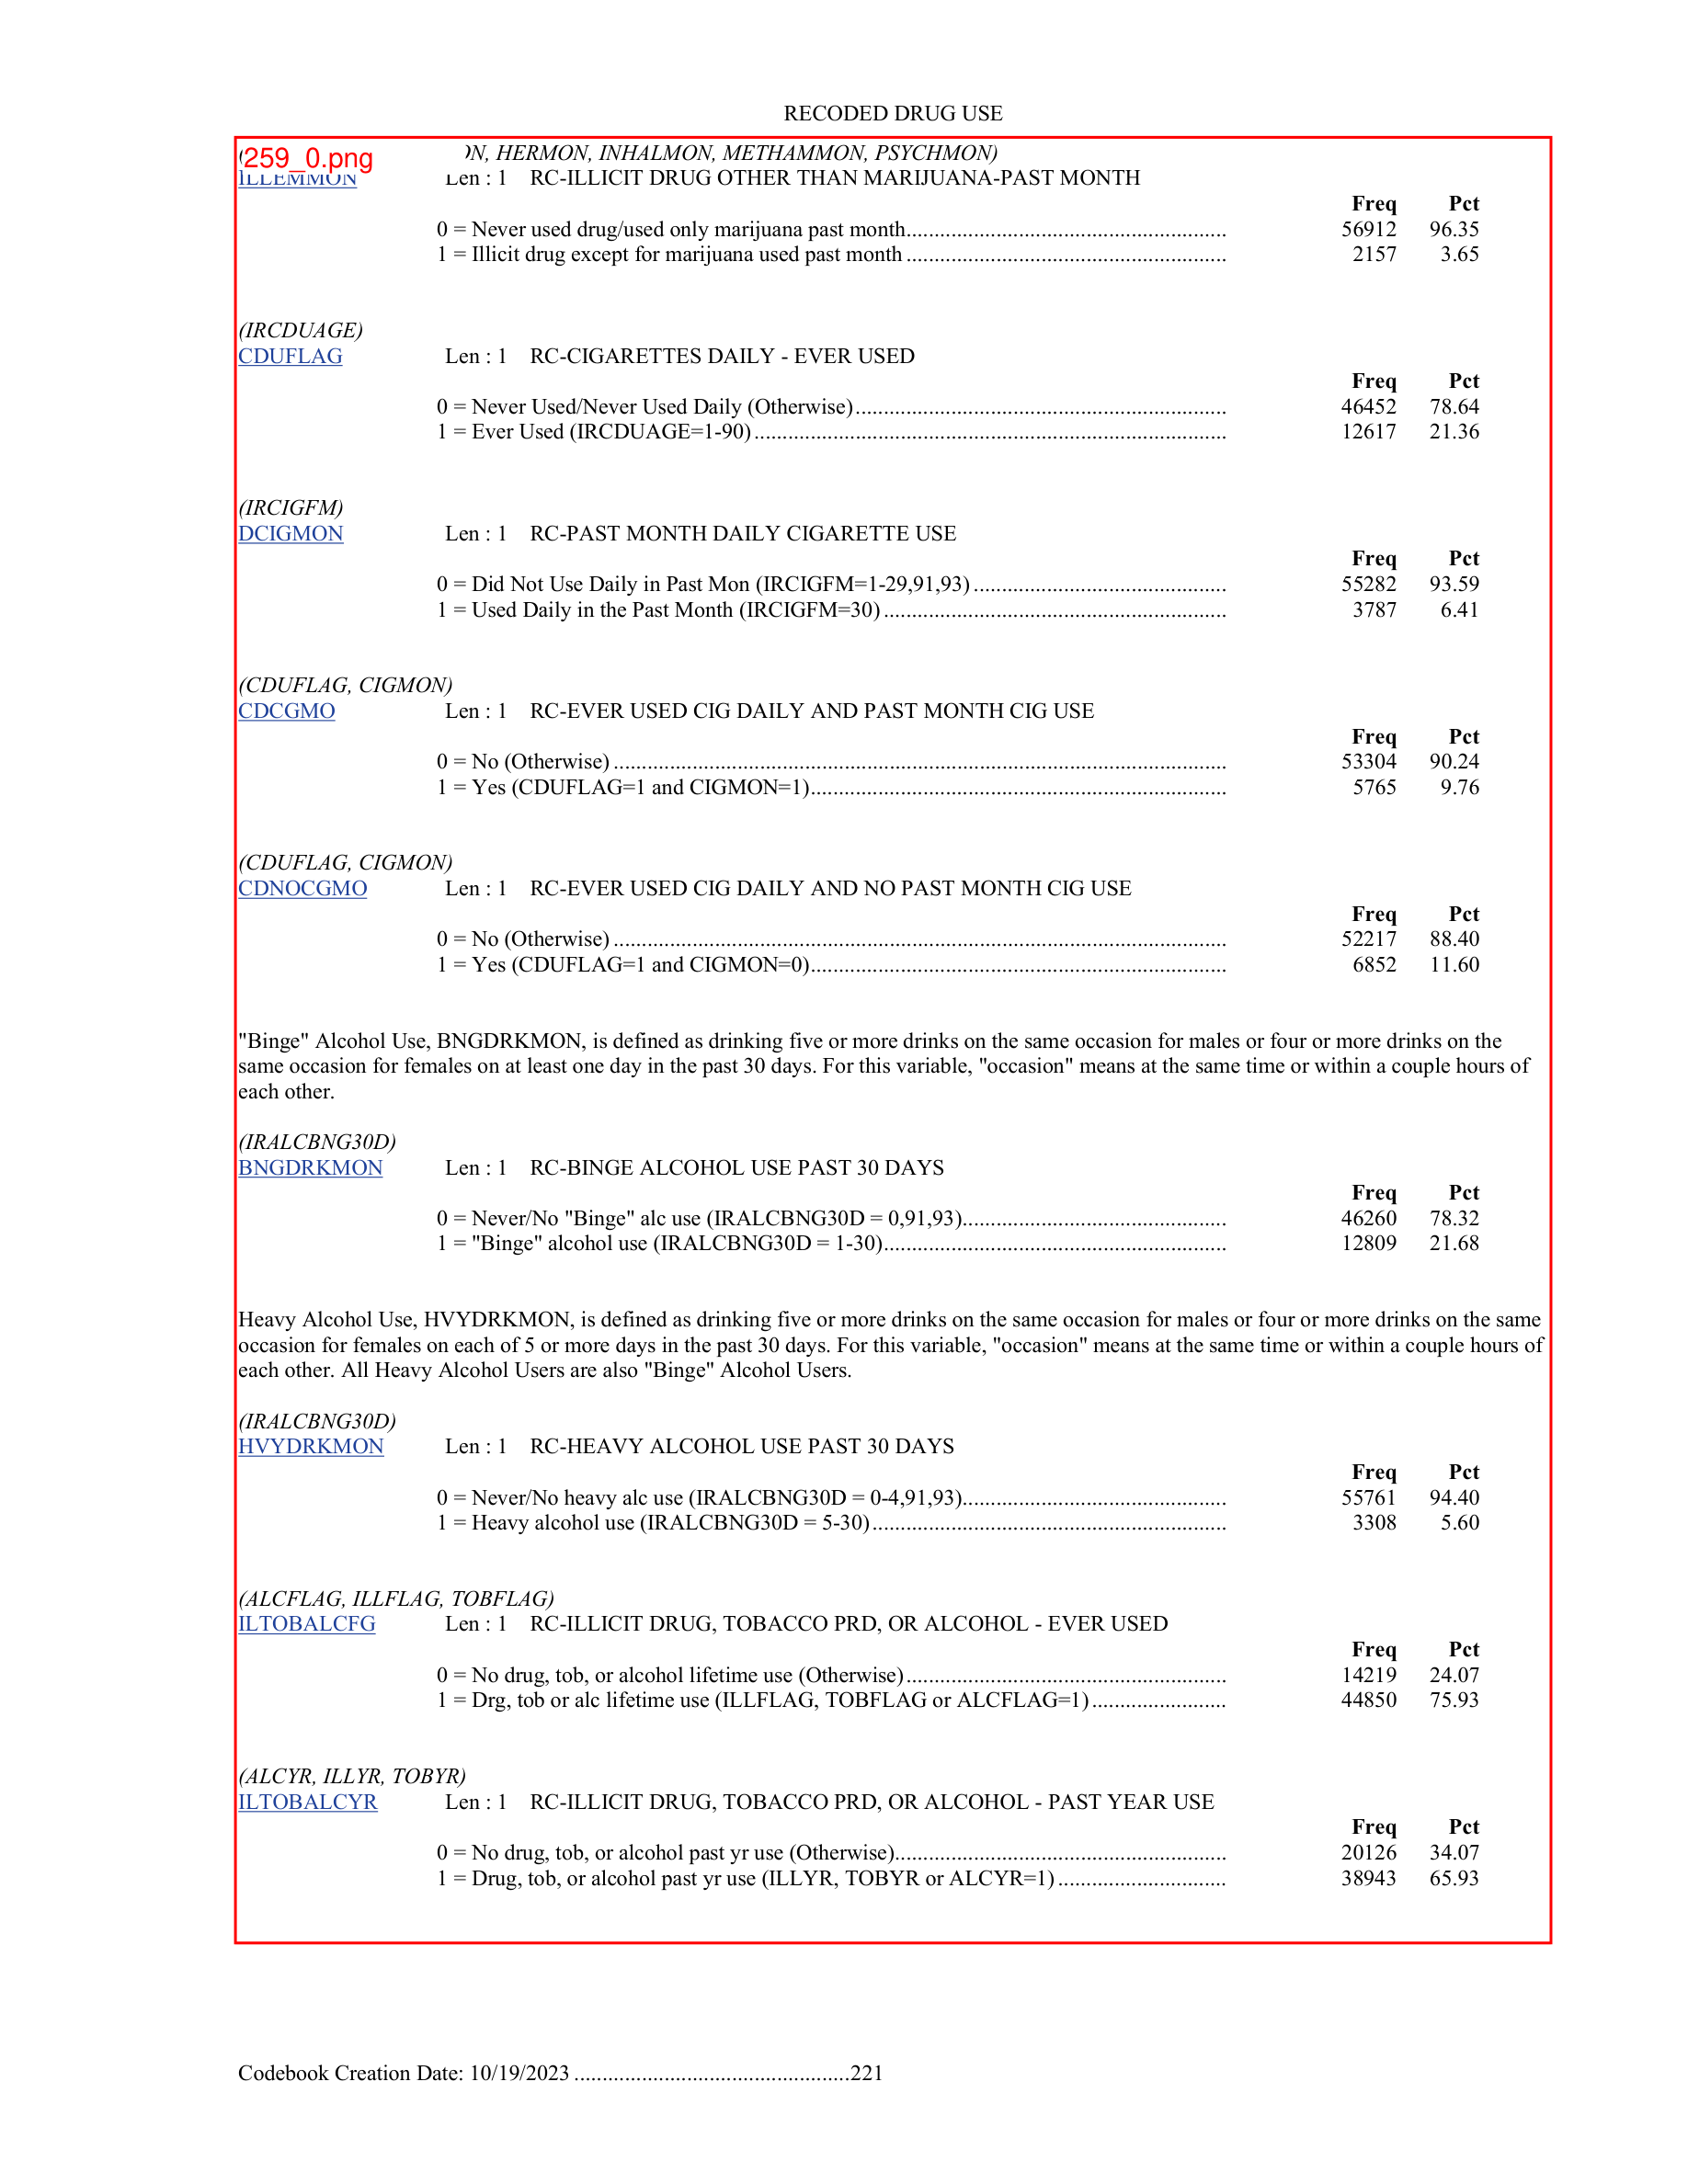 RECODED DRUG USE
259_0.png
N, HERMON, INHALMON, METHAMMON, PSYCHMON)
ILLEMMON Len : 1 RC-ILLICIT DRUG OTHER THAN MARIJUANA-PAST MONTH
Freq Pct
0 = Never used drug/used only marijuana past month.......................................................... 56912 96.35
1 = Illicit drug except for marijuana used past month .......................................................... 2157 3.65
(IRCDUAGE)
CDUFLAG Len : 1 RC-CIGARETTES DAILY - EVER USED
Freq Pct
0 = Never Used/Never Used Daily (Otherwise).................................................................. 46452 78.64
1 = Ever Used (IRCDUAGE=1-90).................................................................................... 12617 21.36
(IRCIGFM)
DCIGMON Len : 1 RC-PAST MONTH DAILY CIGARETTE USE
Freq Pct
0 = Did Not Use Daily in Past Mon (IRCIGFM=1-29,91,93)............................................. 55282 93.59
1 = Used Daily in the Past Month (IRCIGFM=30)............................................................. 3787 6.41
(CDUFLAG, CIGMON)
CDCGMO Len : 1 RC-EVER USED CIG DAILY AND PAST MONTH CIG USE
Freq Pct
0 = No (Otherwise)............................................................................................................. 53304 90.24
1 = Yes (CDUFLAG=1 and CIGMON=1).......................................................................... 5765 9.76
(CDUFLAG, CIGMON)
CDNOCGMO Len : 1 RC-EVER USED CIG DAILY AND NO PAST MONTH CIG USE
Freq Pct
0 = No (Otherwise)............................................................................................................. 52217 88.40
1 = Yes (CDUFLAG=1 and CIGMON=0).......................................................................... 6852 11.60
"Binge" Alcohol Use, BNGDRKMON, is defined as drinking five or more drinks on the same occasion for males or four or more drinks on the
same occasion for females on at least one day in the past 30 days. For this variable, "occasion" means at the same time or within a couple hours of
each other.
(IRALCBNG30D)
BNGDRKMON Len : 1 RC-BINGE ALCOHOL USE PAST 30 DAYS
Freq Pct
0 = Never/No "Binge" alc use (IRALCBNG30D = 0,91,93)............................................... 46260 78.32
1 = "Binge" alcohol use (IRALCBNG30D = 1-30)............................................................. 12809 21.68
Heavy Alcohol Use, HVYDRKMON, is defined as drinking five or more drinks on the same occasion for males or four or more drinks on the same
occasion for females on each of 5 or more days in the past 30 days. For this variable, "occasion" means at the same time or within a couple hours of
each other. All Heavy Alcohol Users are also "Binge" Alcohol Users.
(IRALCBNG30D)
HVYDRKMON Len : 1 RC-HEAVY ALCOHOL USE PAST 30 DAYS
Freq Pct
0 = Never/No heavy alc use (IRALCBNG30D = 0-4,91,93)............................................... 55761 94.40
1 = Heavy alcohol use (IRALCBNG30D = 5-30)............................................................... 3308 5.60
(ALCFLAG, ILLFLAG, TOBFLAG)
ILTOBALCFG Len : 1 RC-ILLICIT DRUG, TOBACCO PRD, OR ALCOHOL - EVER USED
Freq Pct
0 = No drug, tob, or alcohol lifetime use (Otherwise)......................................................... 14219 24.07
1 = Drg, tob or alc lifetime use (ILLFLAG, TOBFLAG or ALCFLAG=1)........................ 44850 75.93
(ALCYR, ILLYR, TOBYR)
ILTOBALCYR Len : 1 RC-ILLICIT DRUG, TOBACCO PRD, OR ALCOHOL - PAST YEAR USE
Freq Pct
0 = No drug, tob, or alcohol past yr use (Otherwise)........................................................... 20126 34.07
1 = Drug, tob, or alcohol past yr use (ILLYR, TOBYR or ALCYR=1).............................. 38943 65.93
Codebook Creation Date: 10/19/2023 .................................................221